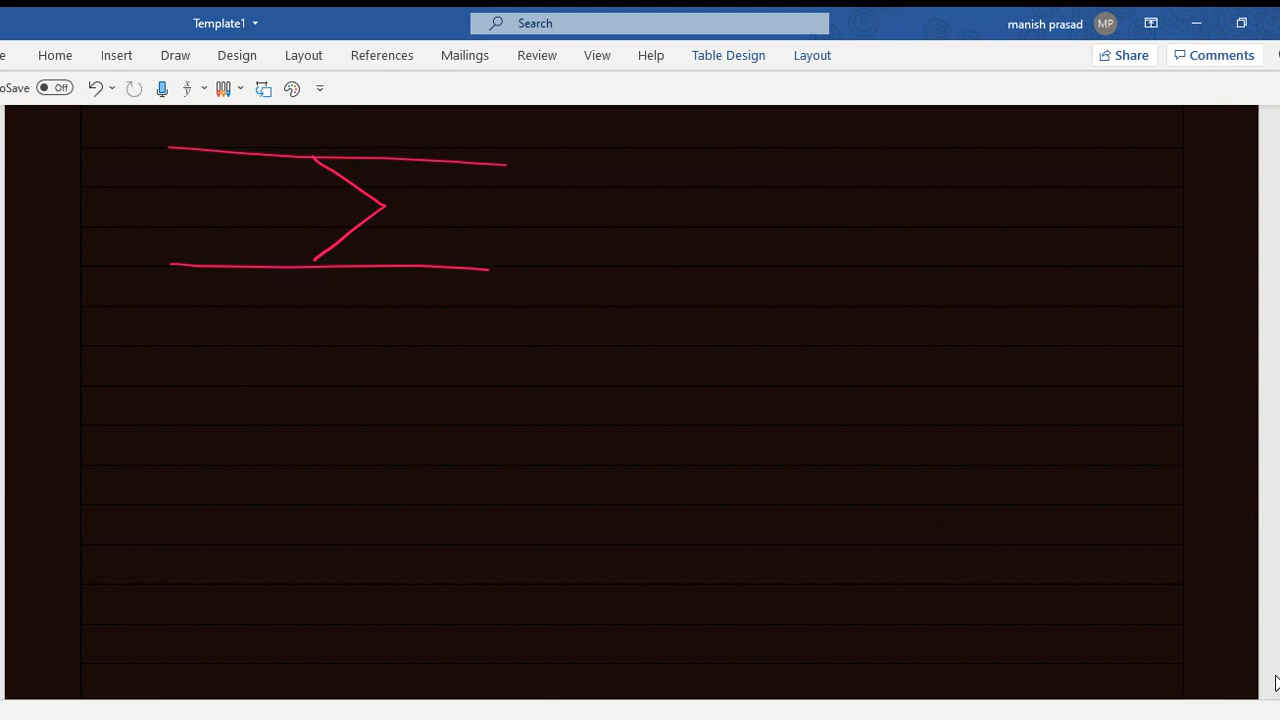 Template1
Search
manish prasad
MP
e Home Insert Draw Design Layout References Mailings Review View Help Table Design Layout
Share
Comments
oSave Off